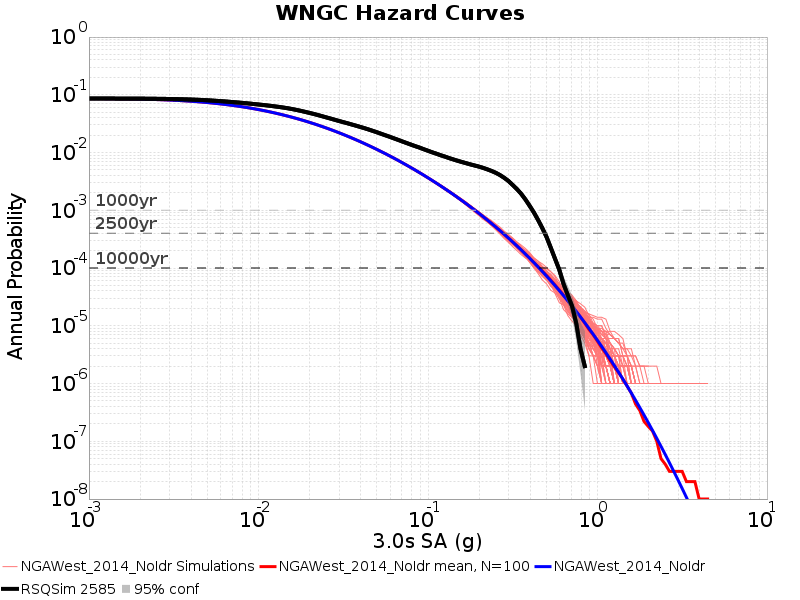 WNGC Hazard Curves
10^0
10^-1
10^-2
10^-3
10^-4
10^-5
10^-6
10^-7
10^-8
1000yr
2500yr
10000yr
Annual Probability
10^-3 10^-2 10^-1 10^0 10^1
3.0s SA (g)
NGAWest_2014_NoIdr Simulations NGAWest_2014_NoIdr mean, N=100 NGAWest_2014_NoIdr
RSQSim 2585 95% conf